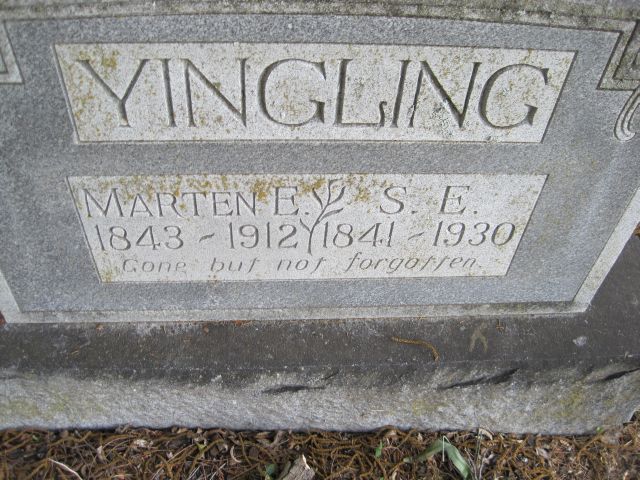 YINGLING
MARTEN E. S. E.
1843 - 1912 1841 - 1930
Gone but not forgotten